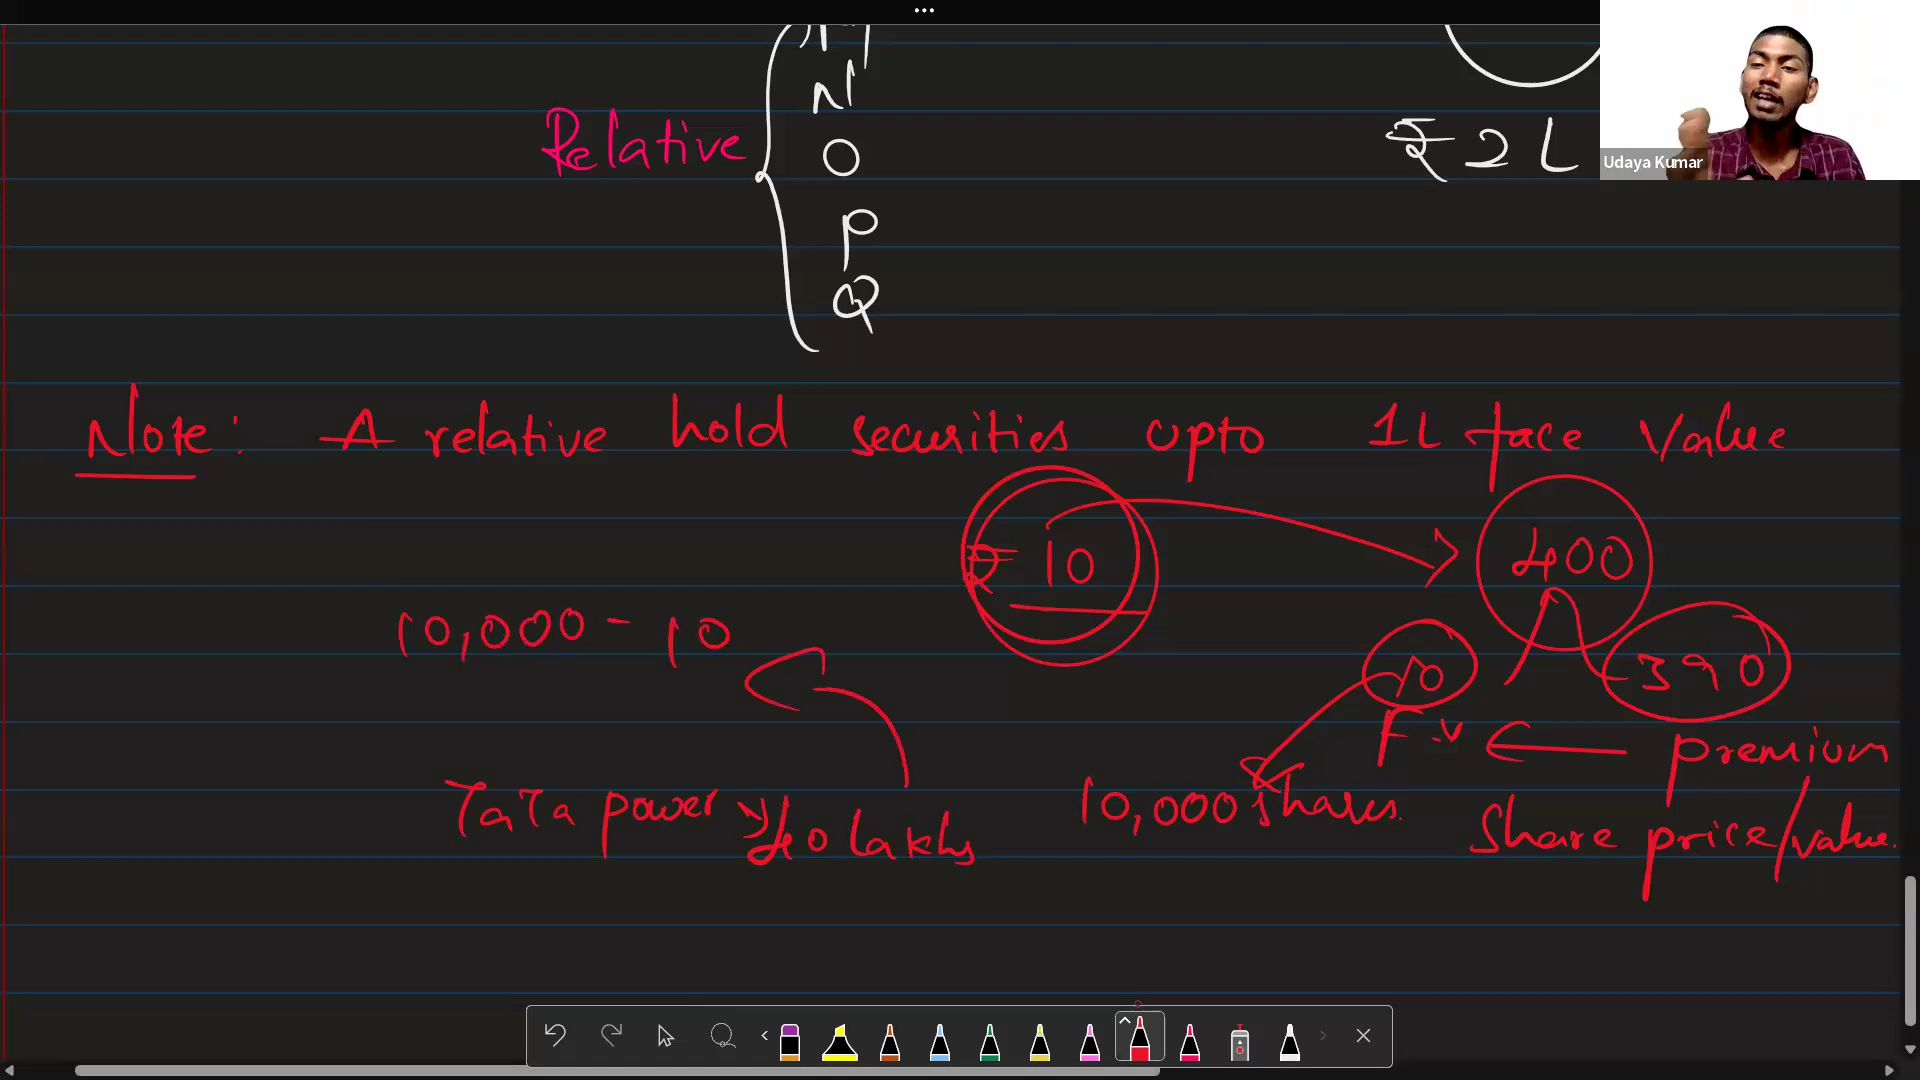 Udaya Kumar
N
Relative
O
₹ 2 L
P
Q
Note: A relative hold securities upto 1L face value
₹ 10
400
10,000 - 10
10
390
F.V
premium
Tata power
40 lakhs
10,000 shares.
Share price/value.